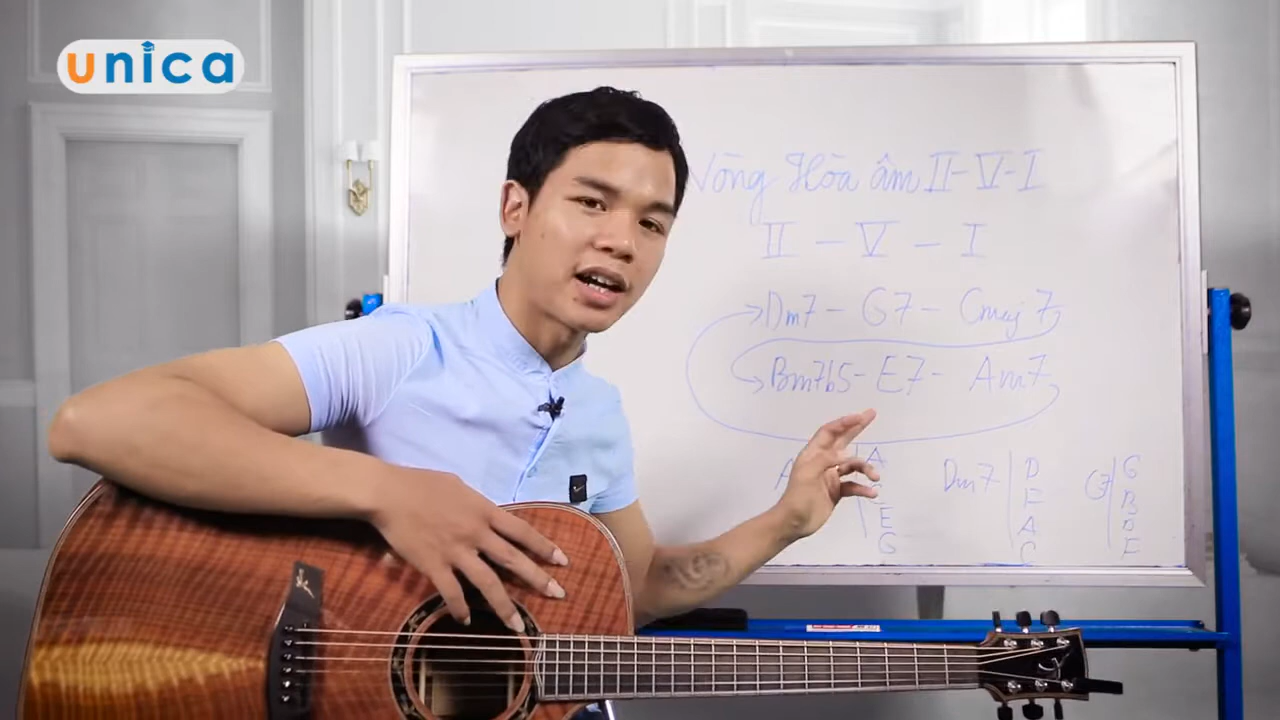 unica
Vòng Hòa âm II-V-I
II - V - I
Dm7 - G7 - Cmaj7
Bm7b5 - E7 - Am7
A
E
G
Dm7
D
F
A
C
G7
G
B
D
F